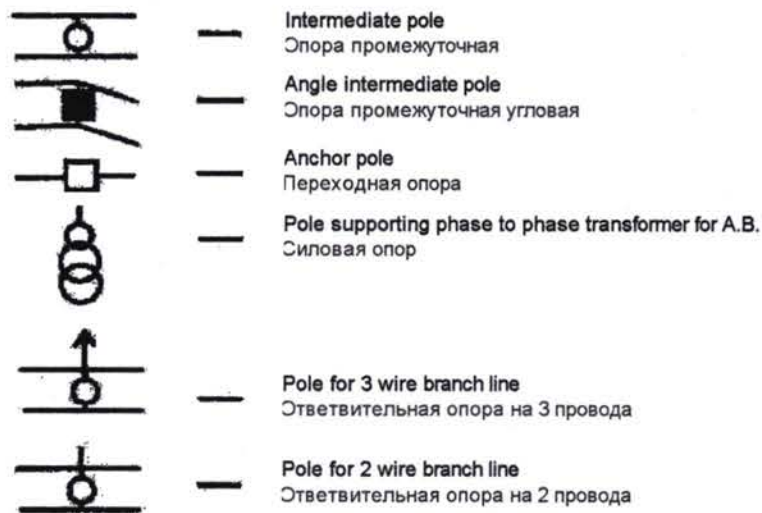 Intermediate pole
Опора промежуточная
Angle intermediate pole
Опора промежуточная угловая
Anchor pole
Переходная опора
Pole supporting phase to phase transformer for A.B.
Силовая опор
Pole for 3 wire branch line
Ответвительная опора на 3 провода
Pole for 2 wire branch line
Ответвительная опора на 2 провода